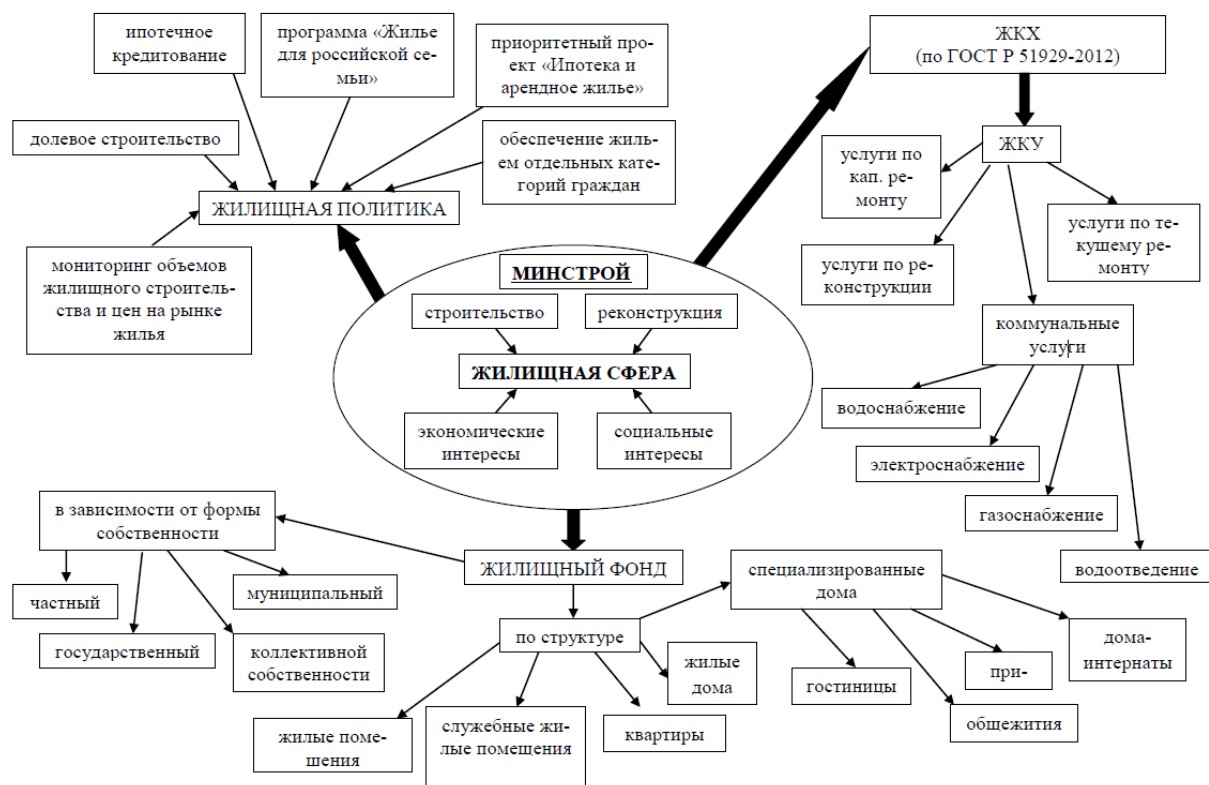 ипотечное
кредитование
программа «Жилье
для российской се-
мьи»
приоритетный про-
ект «Ипотека и
арендное жилье»
долевое строительство
обеспечение жиль-
ем отдельных кате-
горий граждан
ЖИЛИЩНАЯ ПОЛИТИКА
мониторинг объемов
жилищного строитель-
ства и цен на рынке
жилья
ЖКХ
(по ГОСТ Р 51929-2012)
ЖКУ
услуги по
кап. ре-
монту
услуги по ре-
конструкции
услуги по те-
кущему ре-
монту
коммунальные
услуги
водоснабжение
электроснабжение
газоснабжение
водоотведение
МИНСТРОЙ
строительство
реконструкция
ЖИЛИЩНАЯ СФЕРА
экономические
интересы
социальные
интересы
ЖИЛИЩНЫЙ ФОНД
в зависимости от формы
собственности
частный
государственный
коллективной
собственности
муниципальный
по структуре
жилые поме-
щения
служебные жи-
лые помещения
квартиры
жилые
дома
специализированные
дома
гостиницы
общежития
при-
дома-
интернаты